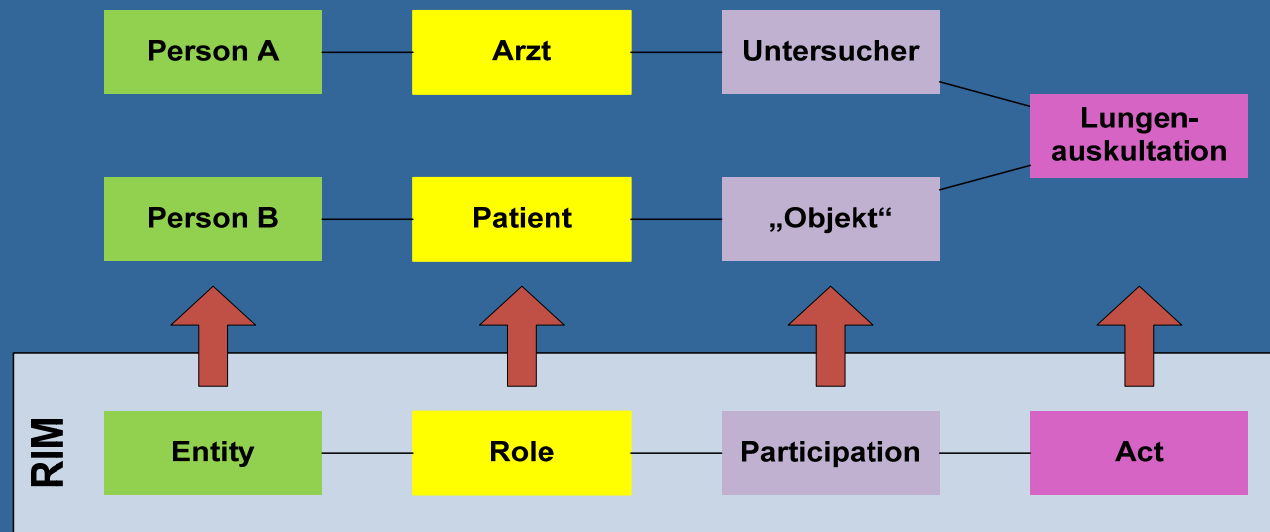 Person A
Arzt
Untersucher
Lungen-
auskultation
Person B
Patient
„Objekt“
RIM
Entity
Role
Participation
Act